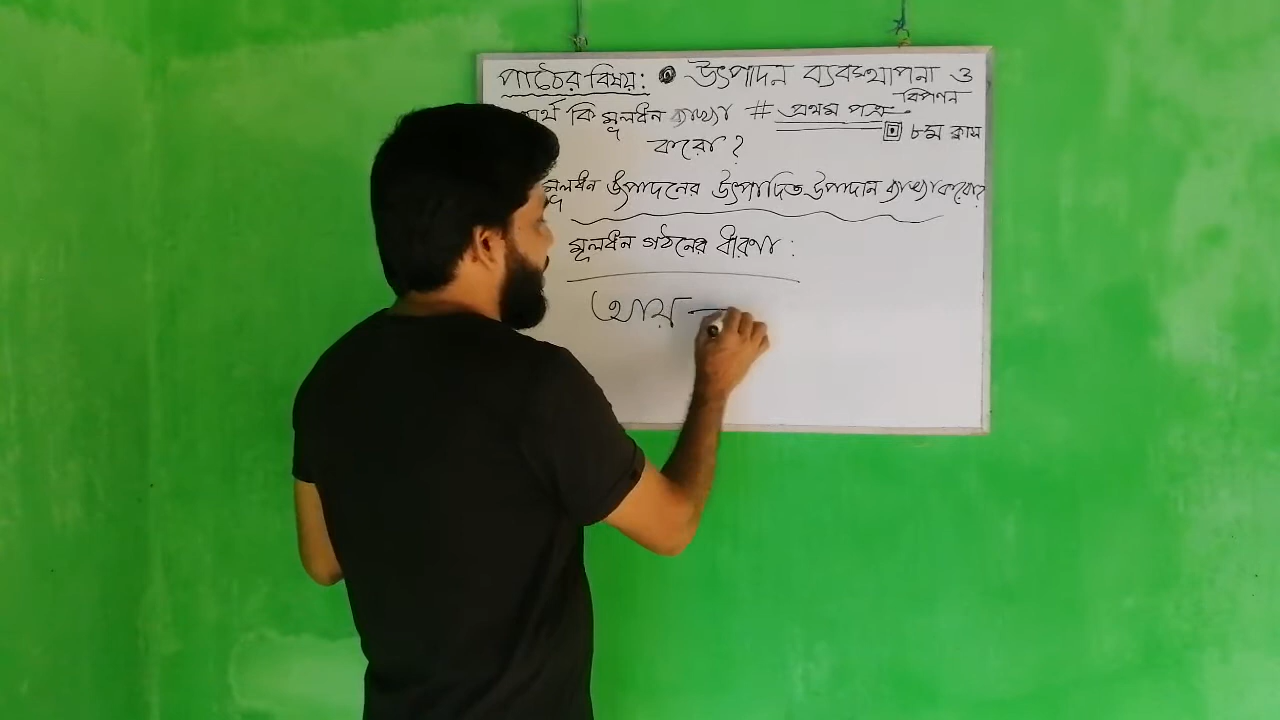 পাঠের বিষয়: উৎপাদন ব্যবস্থাপনা ও
বিপণন
অর্থ কি মূলধন ব্যাখ্যা # প্রথম পত্র
করো?
৮ম ক্লাস
মূলধন উৎপাদনের উৎপাদিত উপাদান ব্যাখ্যা করো?
মূলধন গঠনের ধারণা:
আয়